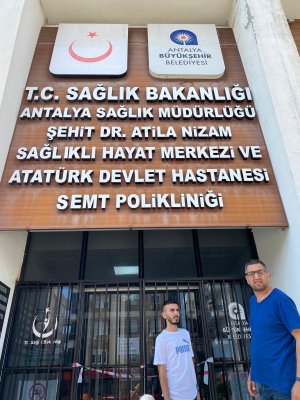 ANTALYA
BÜYÜKŞEHİR
BELEDİYESİ
T.C. SAĞLIK BAKANLIĞI
ANTALYA SAĞLIK MÜDÜRLÜĞÜ
ŞEHİT DR. ATİLA NİZAM
SAĞLIKLI HAYAT MERKEZİ VE
ATATÜRK DEVLET HASTANESİ
SEMT POLİKLİNİĞİ
PUMA